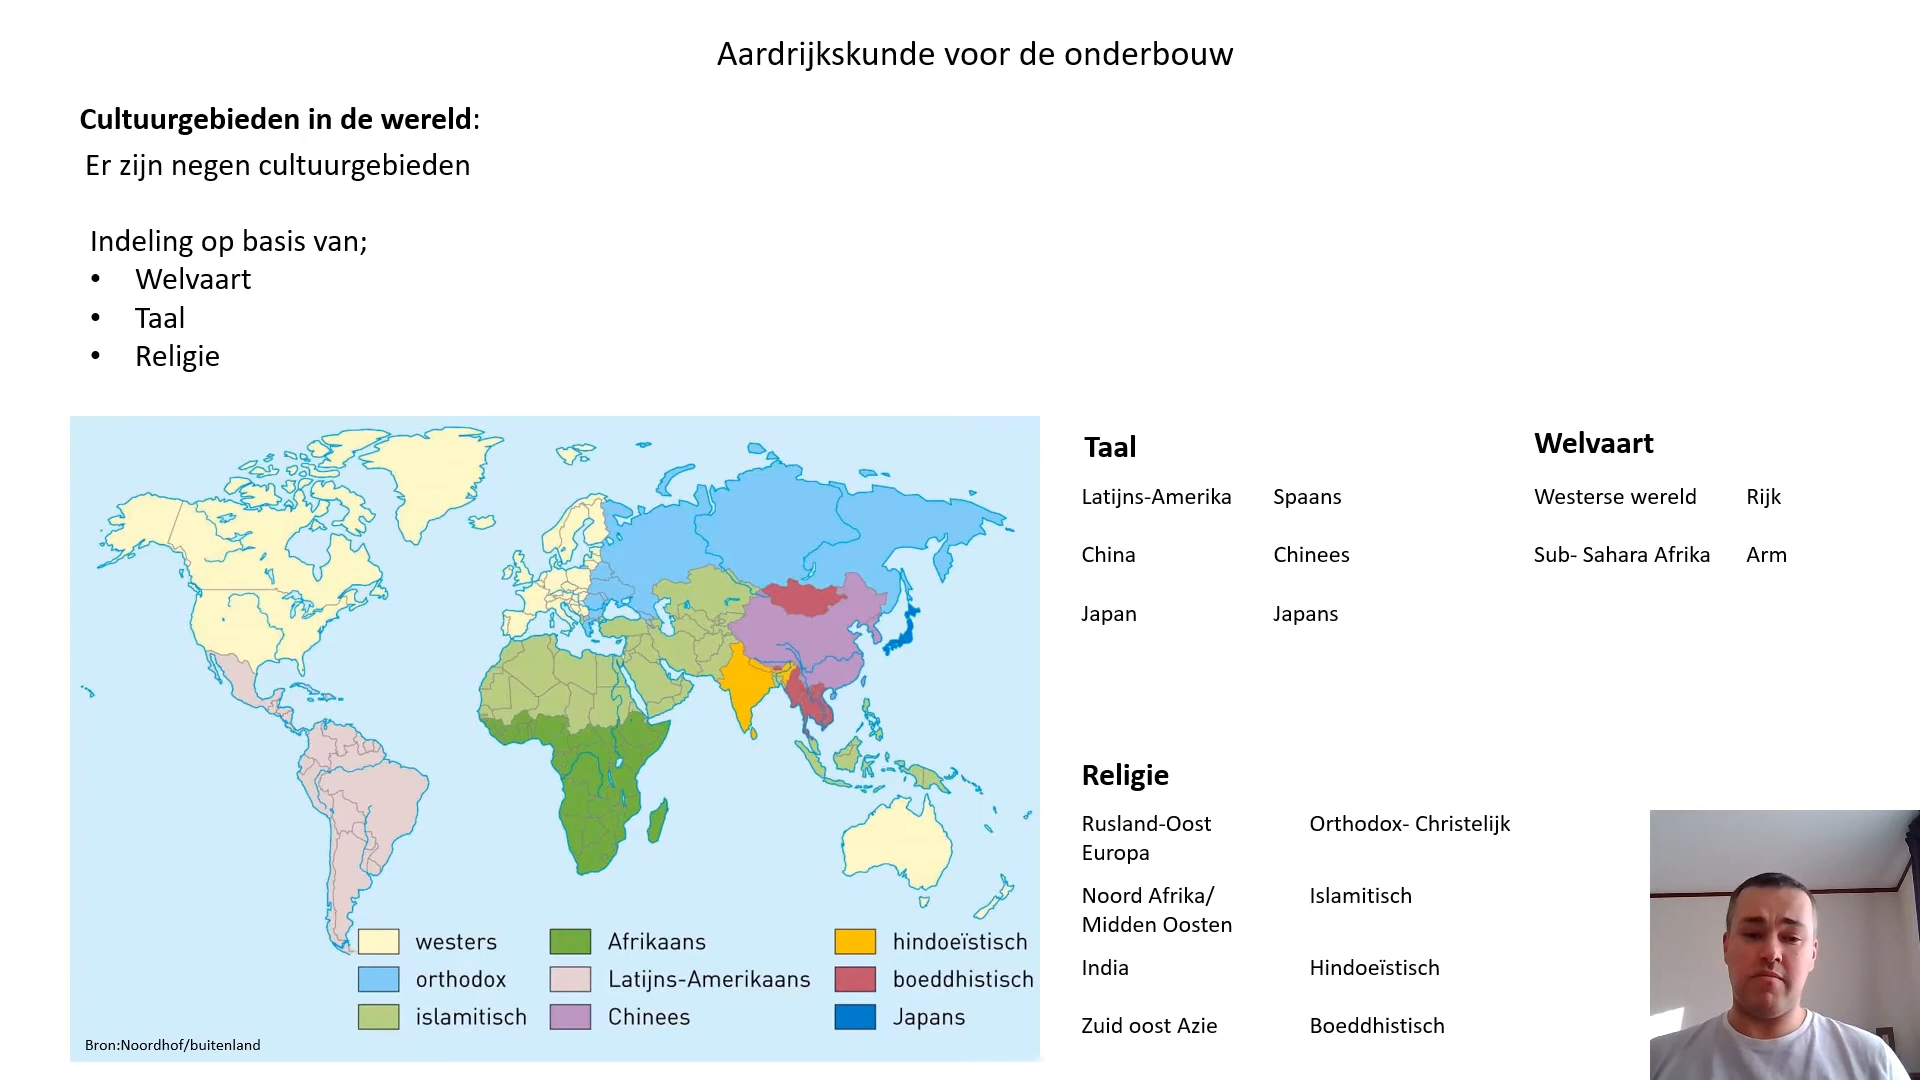 Aardrijkskunde voor de onderbouw
Cultuurgebieden in de wereld:
Er zijn negen cultuurgebieden
Indeling op basis van;
• Welvaart
• Taal
• Religie
westers
orthodox
islamitisch
Afrikaans
Latijns-Amerikaans
Chinees
hindoeïstisch
boeddhistisch
Japans
Bron:Noordhof/buitenland
Taal
Latijns-Amerika Spaans
China Chinees
Japan Japans
Welvaart
Westerse wereld Rijk
Sub- Sahara Afrika Arm
Religie
Rusland-Oost Orthodox- Christelijk
Europa
Noord Afrika/ Islamitisch
Midden Oosten
India Hindoeïstisch
Zuid oost Azie Boeddhistisch